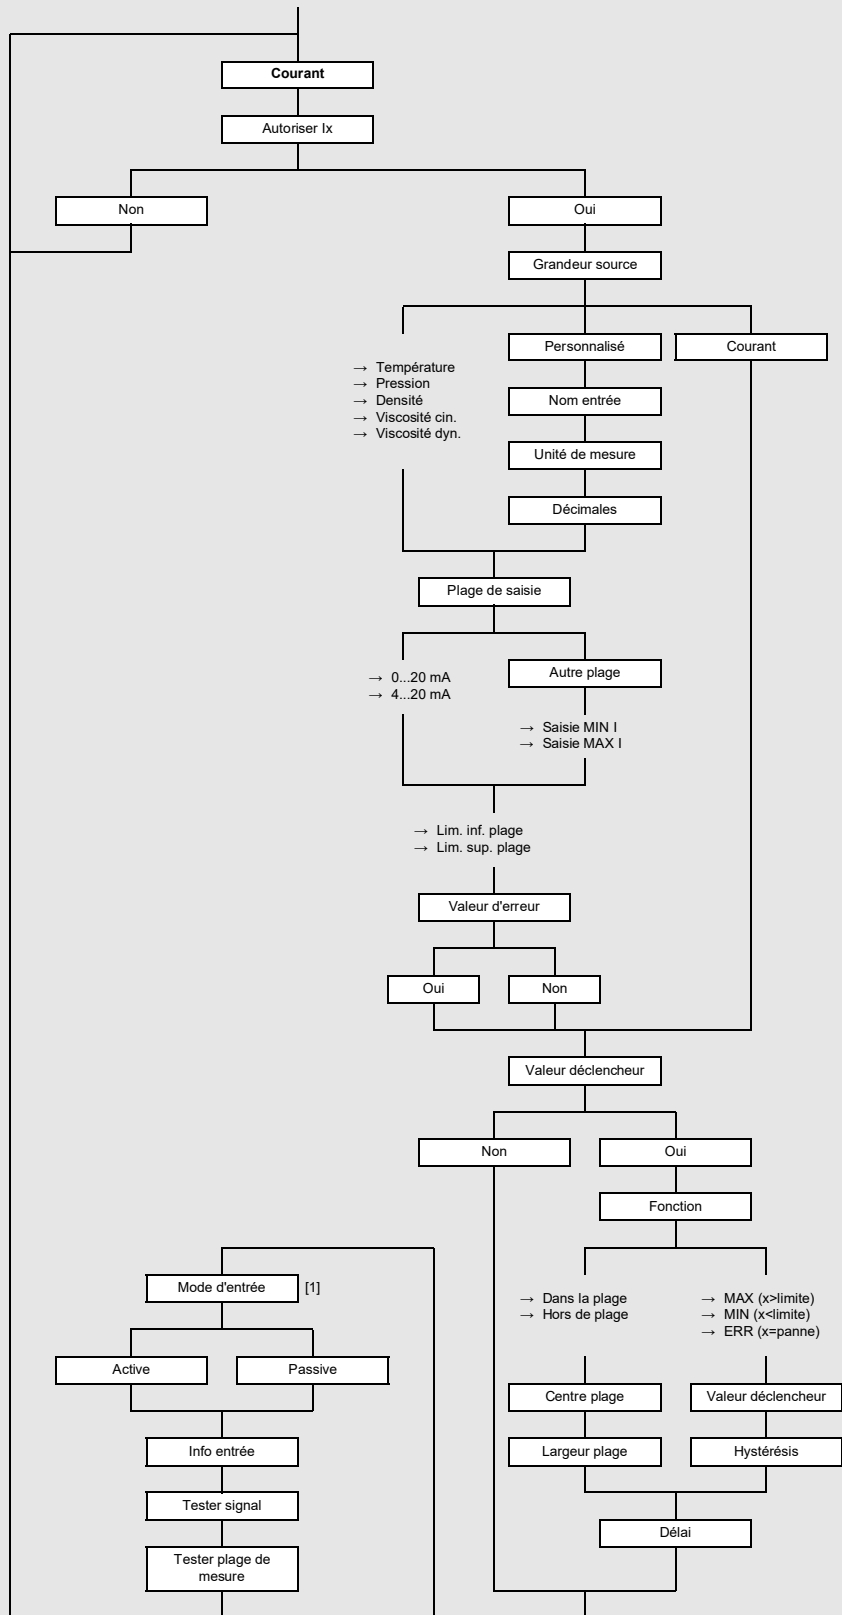 Courant
Autoriser Ix
Non
Oui
Grandeur source
Personnalisé
Courant
→ Température
→ Pression
→ Densité
→ Viscosité cin.
→ Viscosité dyn.
Nom entrée
Unité de mesure
Décimales
Plage de saisie
→ 0...20 mA
→ 4...20 mA
Autre plage
→ Saisie MIN I
→ Saisie MAX I
→ Lim. inf. plage
→ Lim. sup. plage
Valeur d'erreur
Oui
Non
Valeur déclencheur
Non
Oui
Fonction
→ Dans la plage
→ Hors de plage
→ MAX (x>limite)
→ MIN (x<limite)
→ ERR (x=panne)
Centre plage
Valeur déclencheur
Largeur plage
Hystérésis
Délai
Mode d'entrée [1]
Active
Passive
Info entrée
Tester signal
Tester plage de
mesure